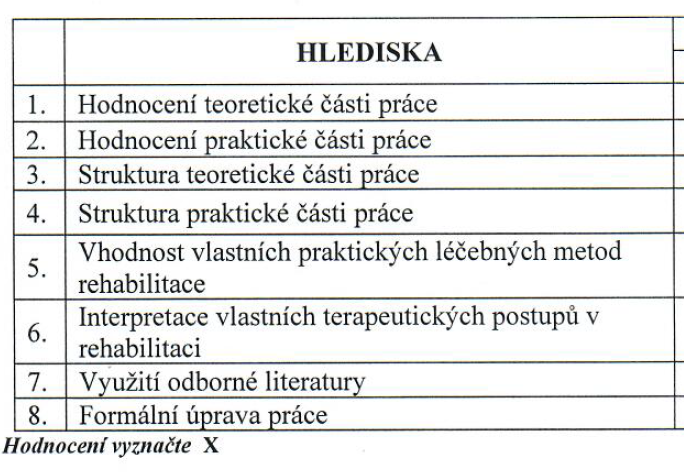 HLEDISKA
1. Hodnocení teoretické části práce
2. Hodnocení praktické části práce
3. Struktura teoretické části práce
4. Struktura praktické části práce
5. Vhodnost vlastních praktických léčebných metod
rehabilitace
6. Interpretace vlastních terapeutických postupů v
rehabilitaci
7. Využití odborné literatury
8. Formální úprava práce
Hodnocení vyznačte X